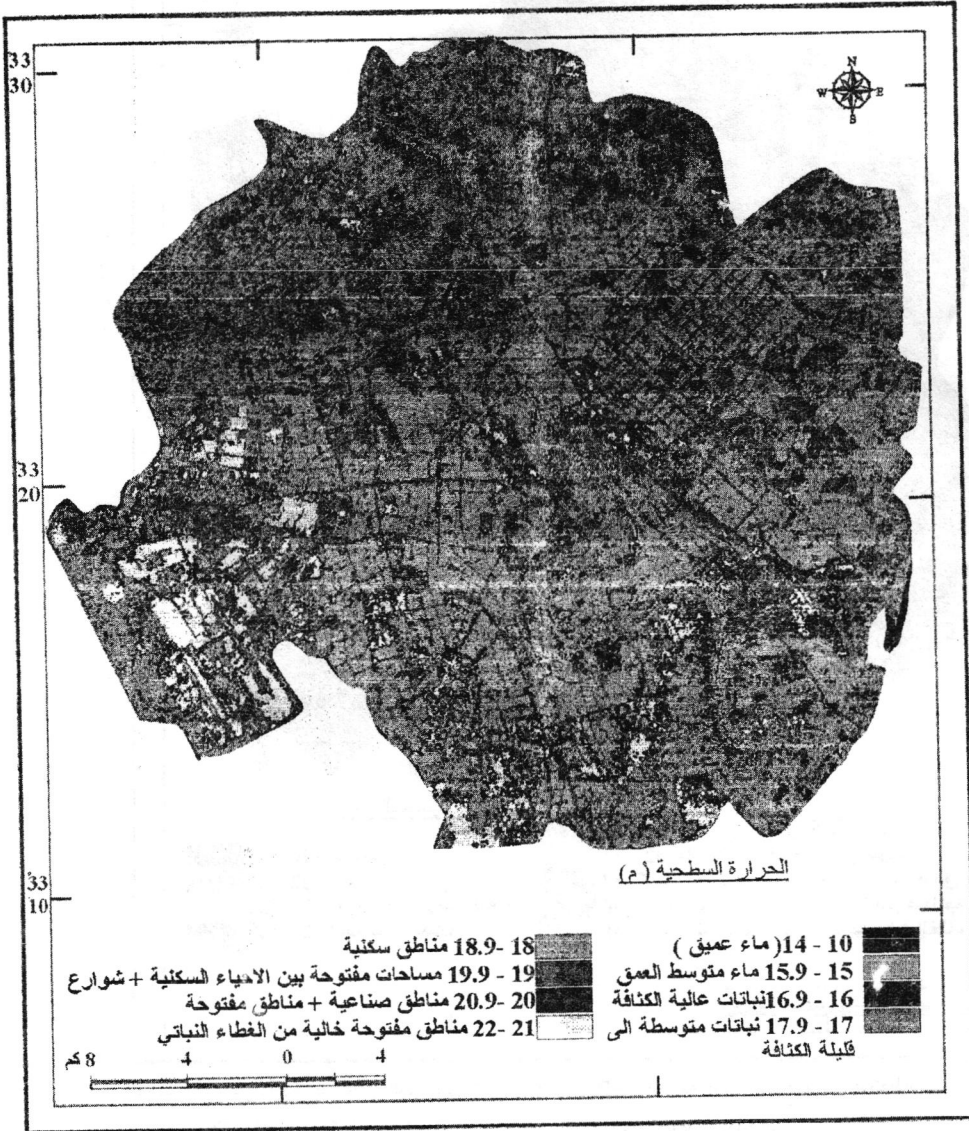 33
30
N
W E
S
33
20
33
10
الحرارة السطحية (م)
10 - 14( ماء عميق )
15 - 15.9 ماء متوسط العمق
16 - 16.9نباتات عالية الكثافة
17 - 17.9 نباتات متوسطة الى
قليلة الكثافة
18 -18.9 مناطق سكنية
19 - 19.9 مساحات مفتوحة بين الاحياء السكنية + شوارع
20 -20.9 مناطق صناعية + مناطق مفتوحة
21 -22 مناطق مفتوحة خالية من الغطاء النباتي
8 كم 4 0 4